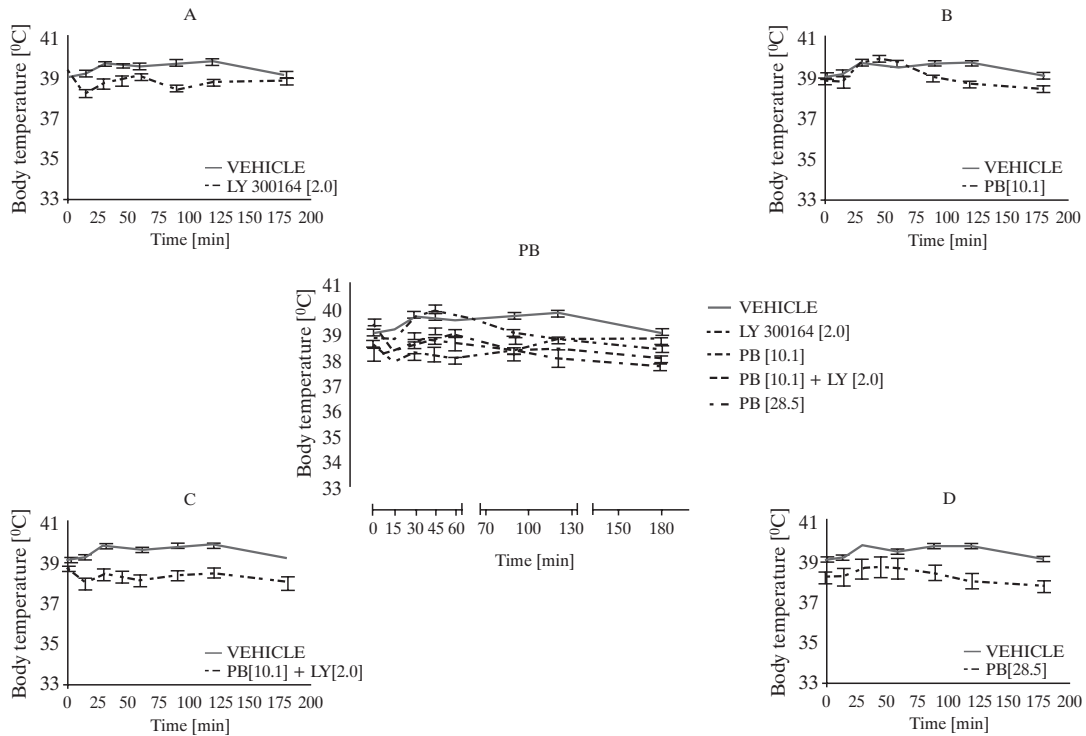 A
Body temperature [⁰C]
41
39
37
35
33
VEHICLE
LY 300164 [2.0]
0 25 50 75 100 125 150 175 200
Time [min]
B
Body temperature [⁰C]
41
39
37
35
33
VEHICLE
PB[10.1]
0 25 50 75 100 125 150 175 200
Time [min]
PB
Body temperature [⁰C]
41
40
39
38
37
36
35
34
33
0 15 30 45 60 70 100 130 150 180
Time [min]
VEHICLE
LY 300164 [2.0]
PB [10.1]
PB [10.1] + LY [2.0]
PB [28.5]
C
Body temperature [⁰C]
41
39
37
35
33
VEHICLE
PB[10.1] + LY[2.0]
0 25 50 75 100 125 150 175 200
Time [min]
D
Body temperature [⁰C]
41
39
37
35
33
VEHICLE
PB[28.5]
0 25 50 75 100 125 150 175 200
Time [min]